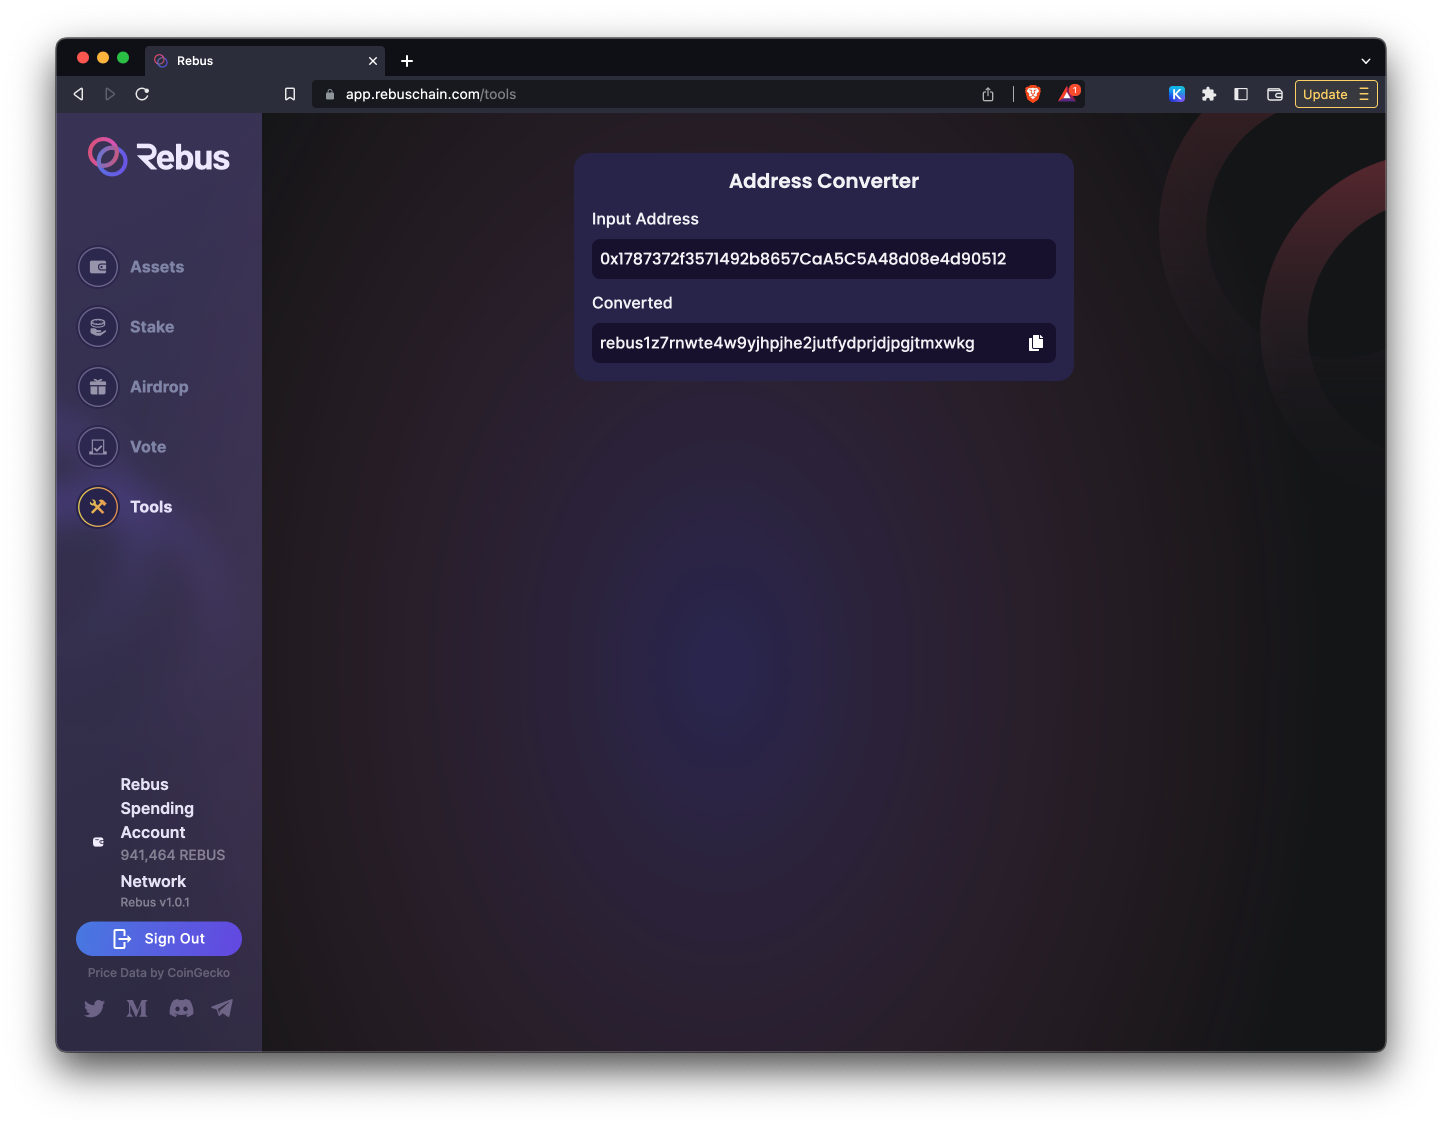 Rebus
app.rebuschain.com/tools
1
K
Update
Rebus
Assets
Stake
Airdrop
Vote
Tools
Address Converter
Input Address
0x1787372f3571492b8657CaA5C5A48d08e4d90512
Converted
rebus1z7rnwte4w9yjhpjhe2jutfydprjdjpgjtmxwkg
Rebus
Spending
Account
941,464 REBUS
Network
Rebus v1.0.1
Sign Out
Price Data by CoinGecko